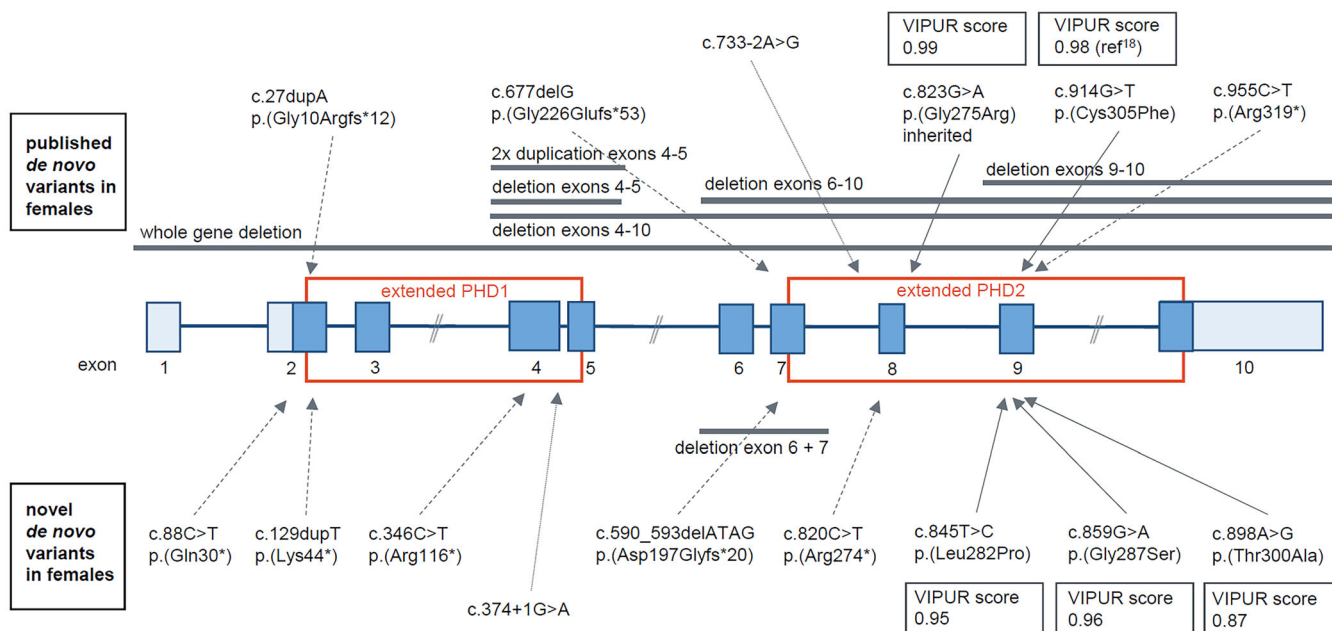 published
de novo
variants in
females
c.27dupA
p.(Gly10Argfs*12)
c.677delG
p.(Gly226Glufs*53)
c.733-2A>G
VIPUR score
0.99
c.823G>A
p.(Gly275Arg)
inherited
VIPUR score
0.98 (ref18)
c.914G>T
p.(Cys305Phe)
c.955C>T
p.(Arg319*)
2x duplication exons 4-5
deletion exons 4-5
deletion exons 6-10
deletion exons 9-10
deletion exons 4-10
whole gene deletion
extended PHD1
extended PHD2
exon
1
2
3
4
5
6
7
8
9
10
deletion exon 6 + 7
novel
de novo
variants
in females
c.88C>T
p.(Gln30*)
c.129dupT
p.(Lys44*)
c.346C>T
p.(Arg116*)
c.374+1G>A
c.590_593delATAG
p.(Asp197Glyfs*20)
c.820C>T
p.(Arg274*)
c.845T>C
p.(Leu282Pro)
VIPUR score
0.95
c.859G>A
p.(Gly287Ser)
VIPUR score
0.96
c.898A>G
p.(Thr300Ala)
VIPUR score
0.87